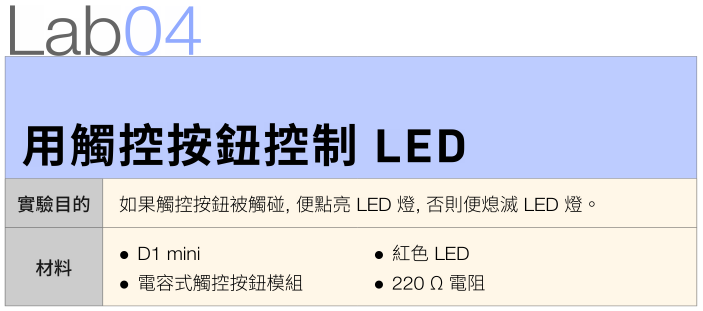 Lab04
用觸控按鈕控制 LED
實驗目的
如果觸控按鈕被觸碰, 便點亮 LED 燈, 否則便熄滅 LED 燈。
材料
● D1 mini
● 紅色 LED
● 電容式觸控按鈕模組
● 220 Ω 電阻